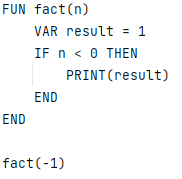 FUN fact(n)
    VAR result = 1
    IF n < 0 THEN
        PRINT(result)
    END
END

fact(-1)